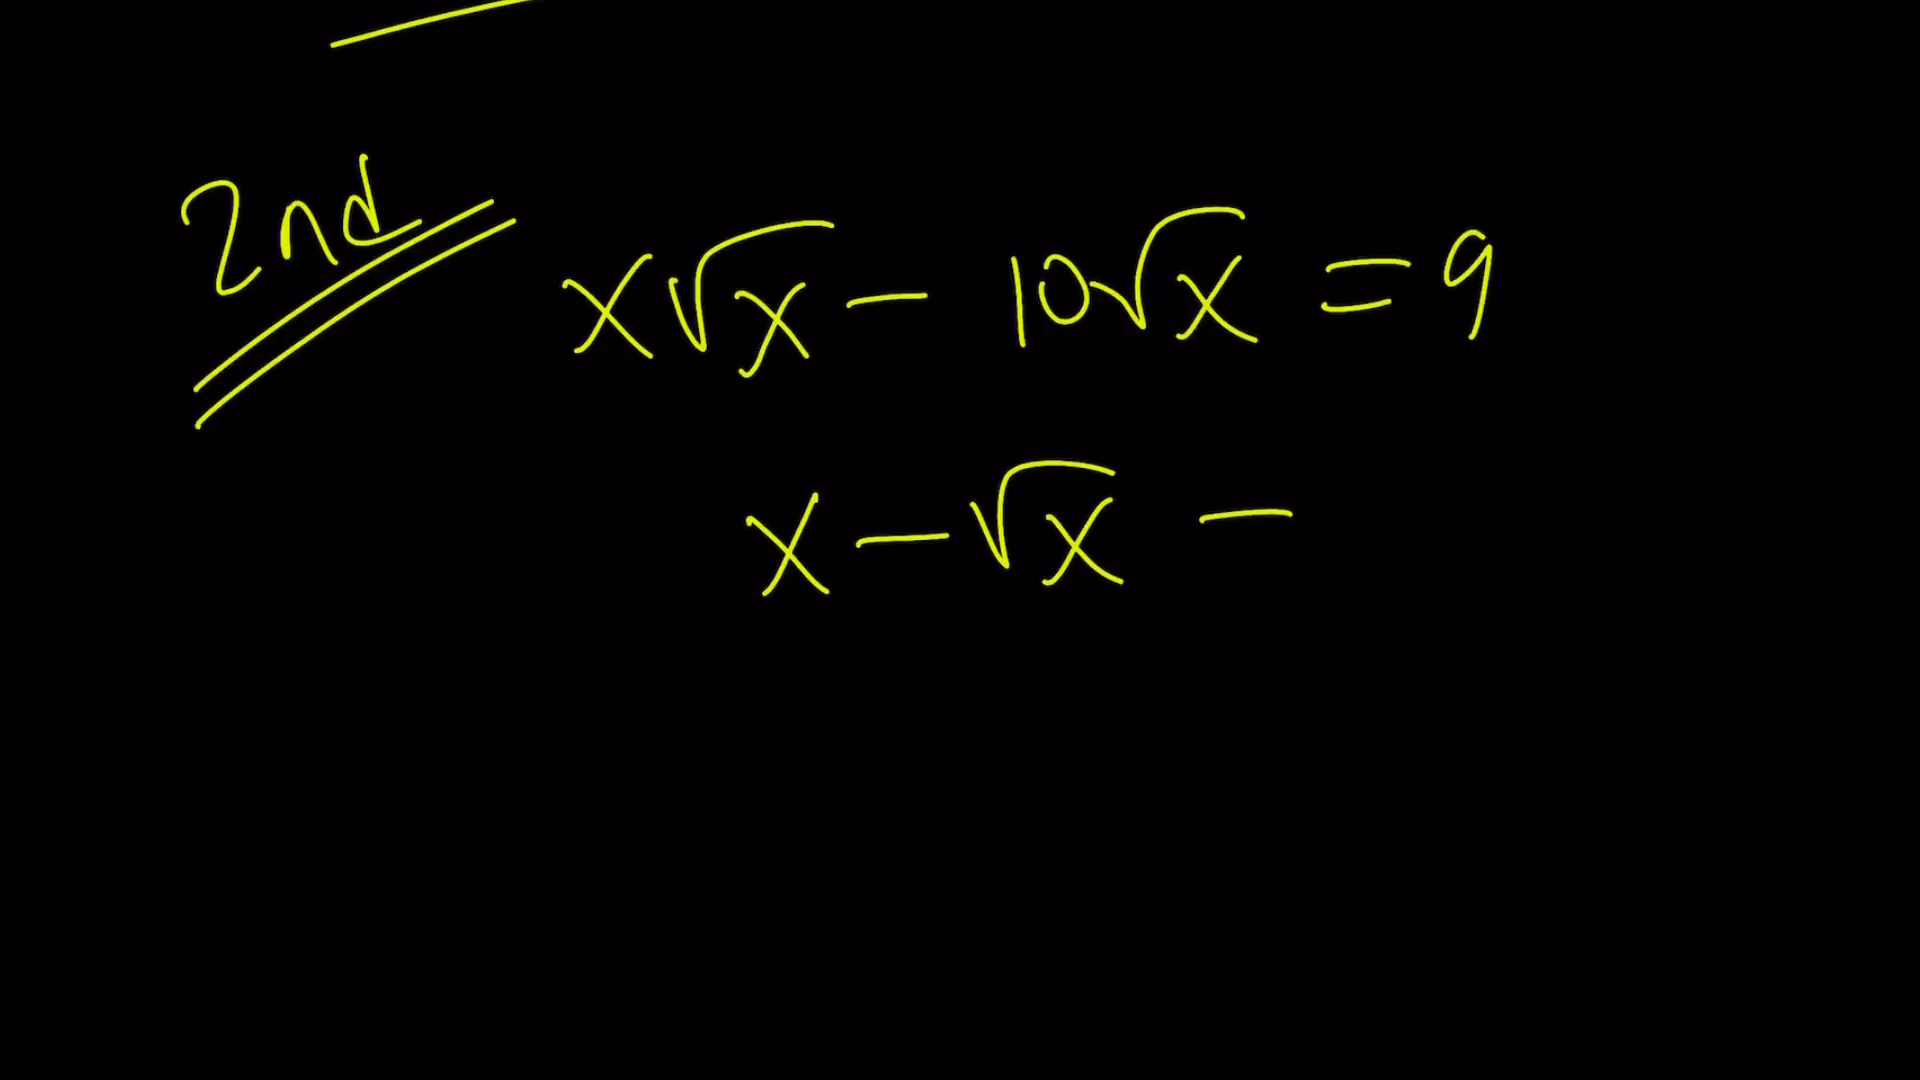 2nd
x√x - 10√x = 9
x - √x -